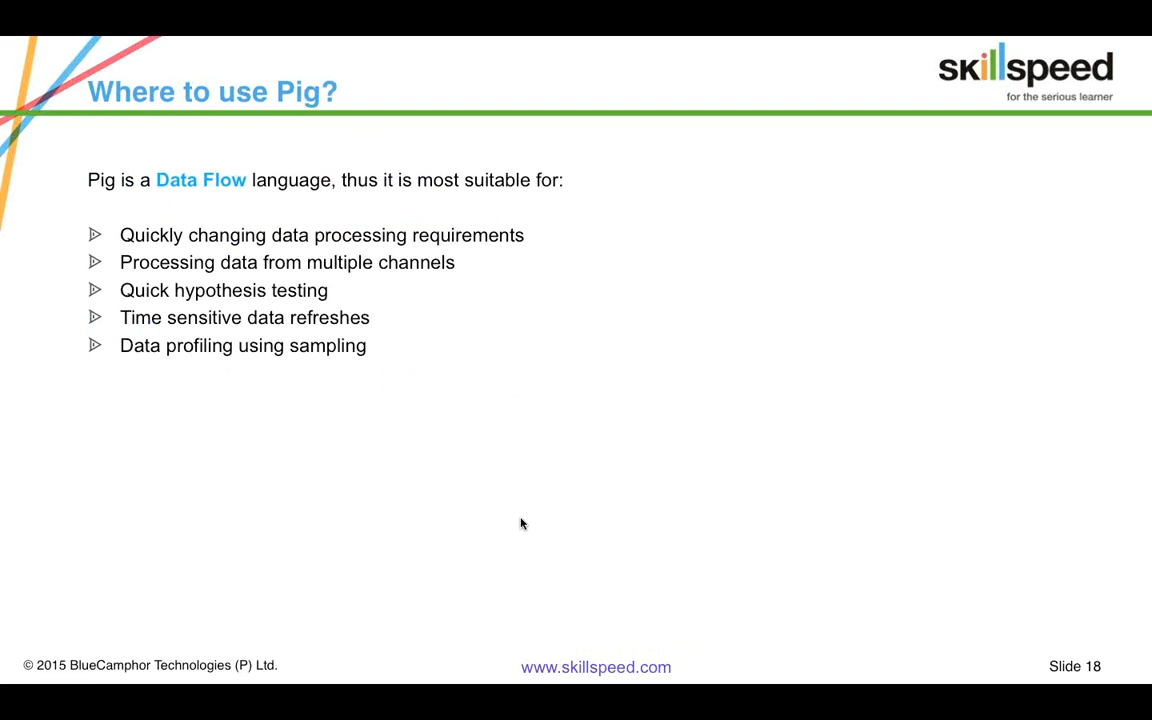 skillspeed
for the serious learner
Where to use Pig?
Pig is a Data Flow language, thus it is most suitable for:
Quickly changing data processing requirements
Processing data from multiple channels
Quick hypothesis testing
Time sensitive data refreshes
Data profiling using sampling
© 2015 BlueCamphor Technologies (P) Ltd.
www.skillspeed.com
Slide 18